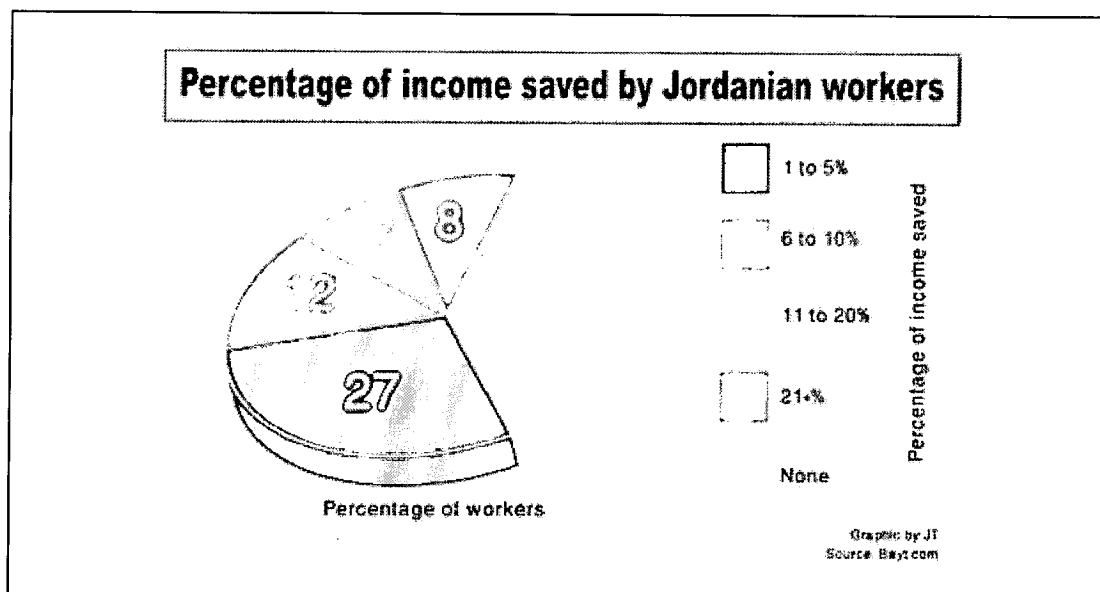 Percentage of income saved by Jordanian workers
8
12
27
Percentage of workers
1 to 5%
6 to 10%
11 to 20%
21+%
None
Percentage of income saved
Graphic by JT
Source Bayt.com